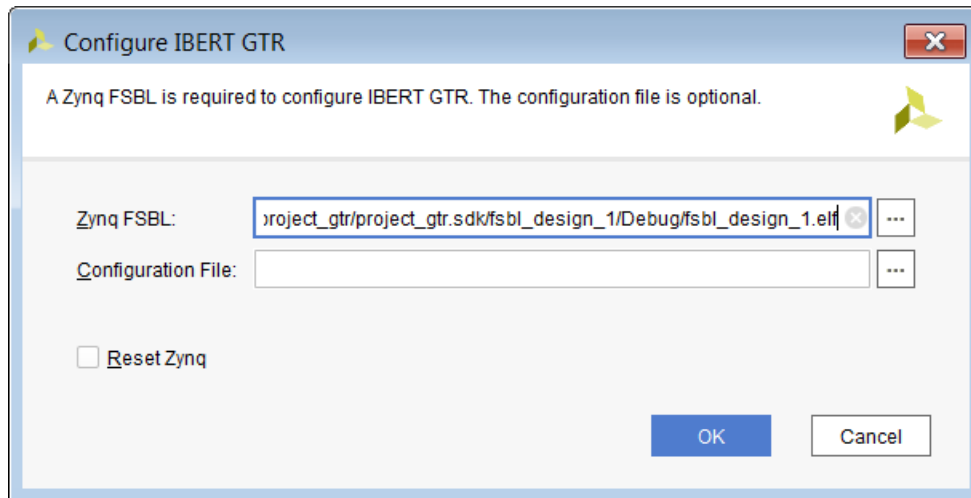 Configure IBERT GTR
A Zynq FSBL is required to configure IBERT GTR. The configuration file is optional.
Zynq FSBL: project_gtr/project_gtr.sdk/fsbl_design_1/Debug/fsbl_design_1.elf ...
Configuration File: ...
Reset Zynq
OK Cancel